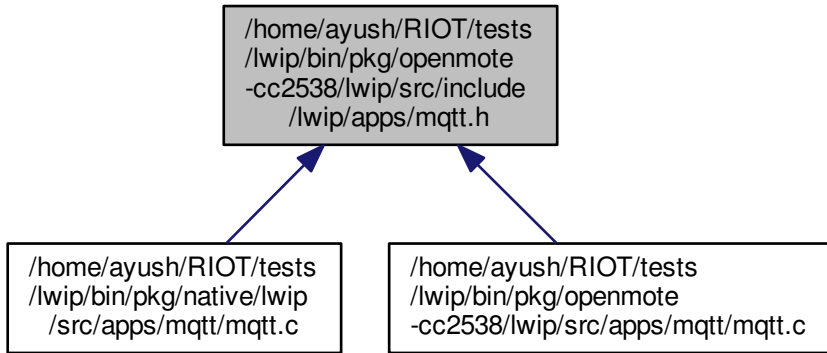 /home/ayush/RIOT/tests
/lwip/bin/pkg/openmote
-cc2538/lwip/src/include
/lwip/apps/mqtt.h
/home/ayush/RIOT/tests
/lwip/bin/pkg/native/lwip
/src/apps/mqtt/mqtt.c
/home/ayush/RIOT/tests
/lwip/bin/pkg/openmote
-cc2538/lwip/src/apps/mqtt/mqtt.c